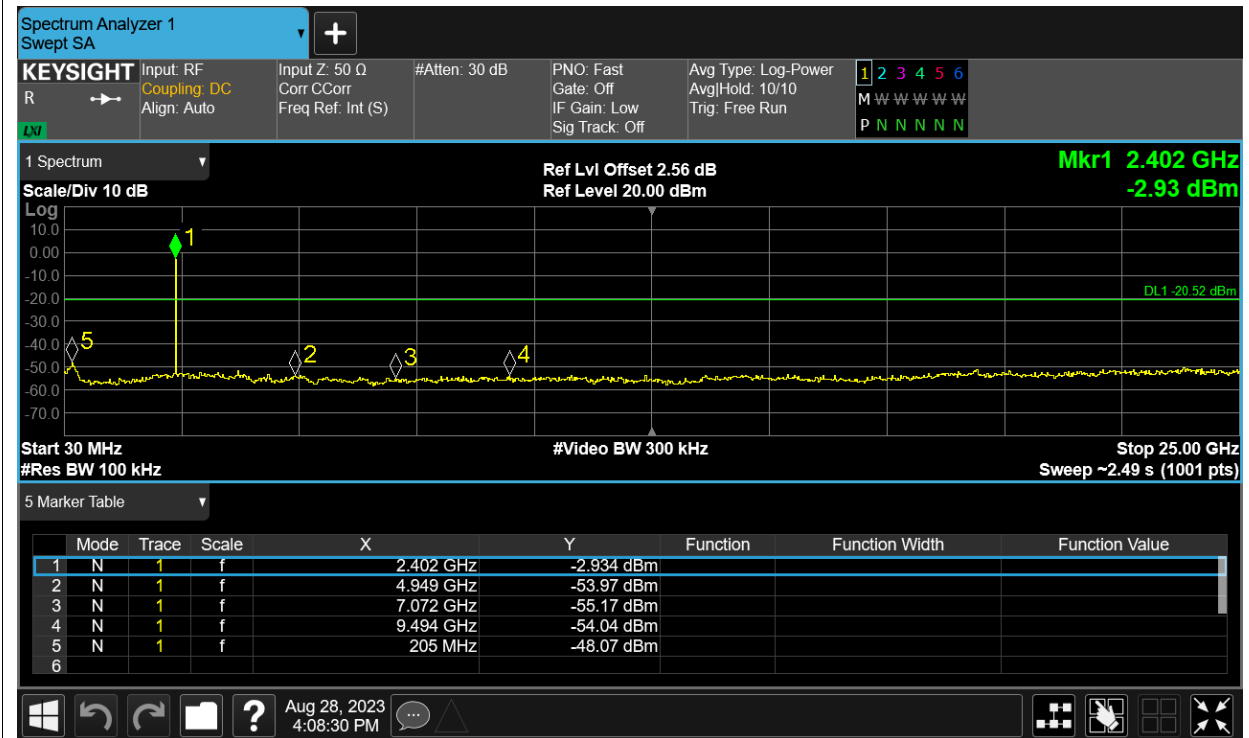 Spectrum Analyzer 1
Swept SA
KEYSIGHT
R
LXI
Input: RF
Coupling: DC
Align: Auto
Input Z: 50 Ω
Corr CCorr
Freq Ref: Int (S)
#Atten: 30 dB
PNO: Fast
Gate: Off
IF Gain: Low
Sig Track: Off
Avg Type: Log-Power
Avg|Hold: 10/10
Trig: Free Run
1 2 3 4 5 6
M W W W W W
P N N N N N
1 Spectrum
Scale/Div 10 dB
Ref Lvl Offset 2.56 dB
Ref Level 20.00 dBm
Mkr1 2.402 GHz
-2.93 dBm
Log
10.0
0.00
-10.0
-20.0
-30.0
-40.0
-50.0
-60.0
-70.0
1
DL1 -20.52 dBm
5
2
3
4
Start 30 MHz
#Res BW 100 kHz
#Video BW 300 kHz
Stop 25.00 GHz
Sweep ~2.49 s (1001 pts)
5 Marker Table
Mode Trace Scale X Y Function Function Width Function Value
1 N 1 f 2.402 GHz -2.934 dBm
2 N 1 f 4.949 GHz -53.97 dBm
3 N 1 f 7.072 GHz -55.17 dBm
4 N 1 f 9.494 GHz -54.04 dBm
5 N 1 f 205 MHz -48.07 dBm
6
?
Aug 28, 2023
4:08:30 PM